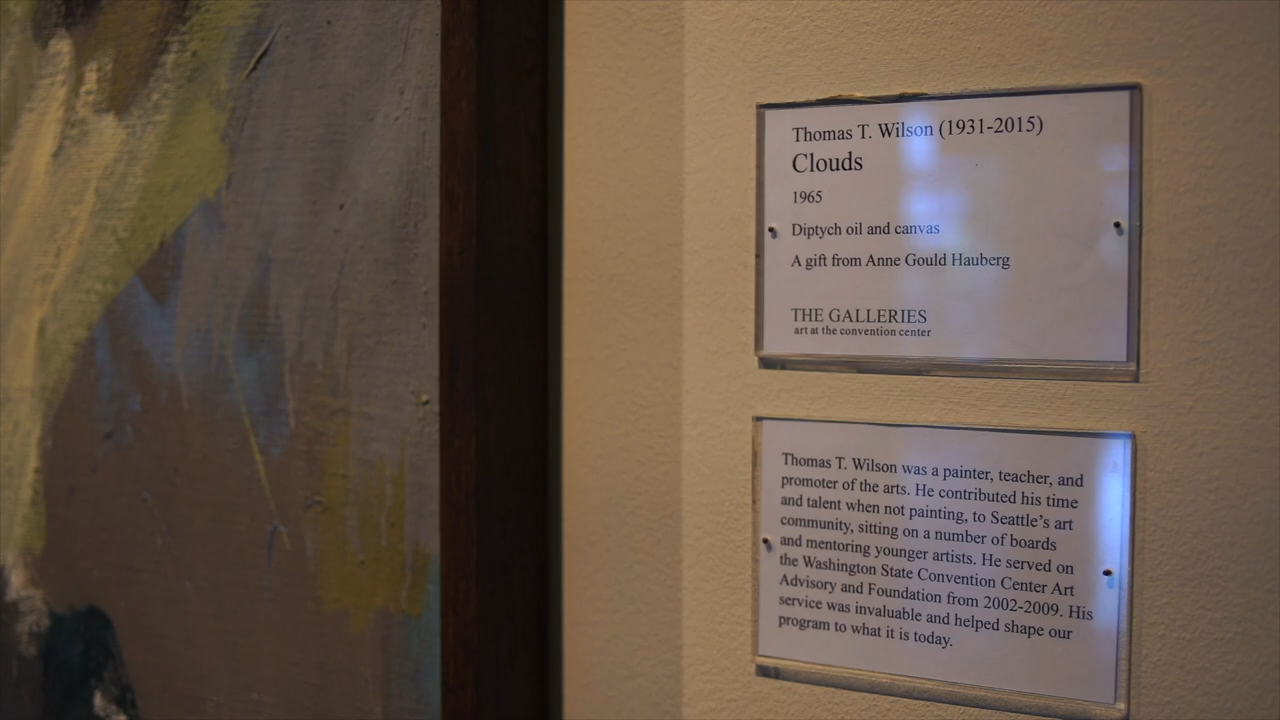 Thomas T. Wilson (1931-2015)
Clouds
1965
Diptych oil and canvas
A gift from Anne Gould Hauberg
THE GALLERIES
art at the convention center
Thomas T. Wilson was a painter, teacher, and
promoter of the arts. He contributed his time
and talent when not painting, to Seattle's art
community, sitting on a number of boards
and mentoring younger artists. He served on
the Washington State Convention Center Art
Advisory and Foundation from 2002-2009. His
service was invaluable and helped shape our
program to what it is today.